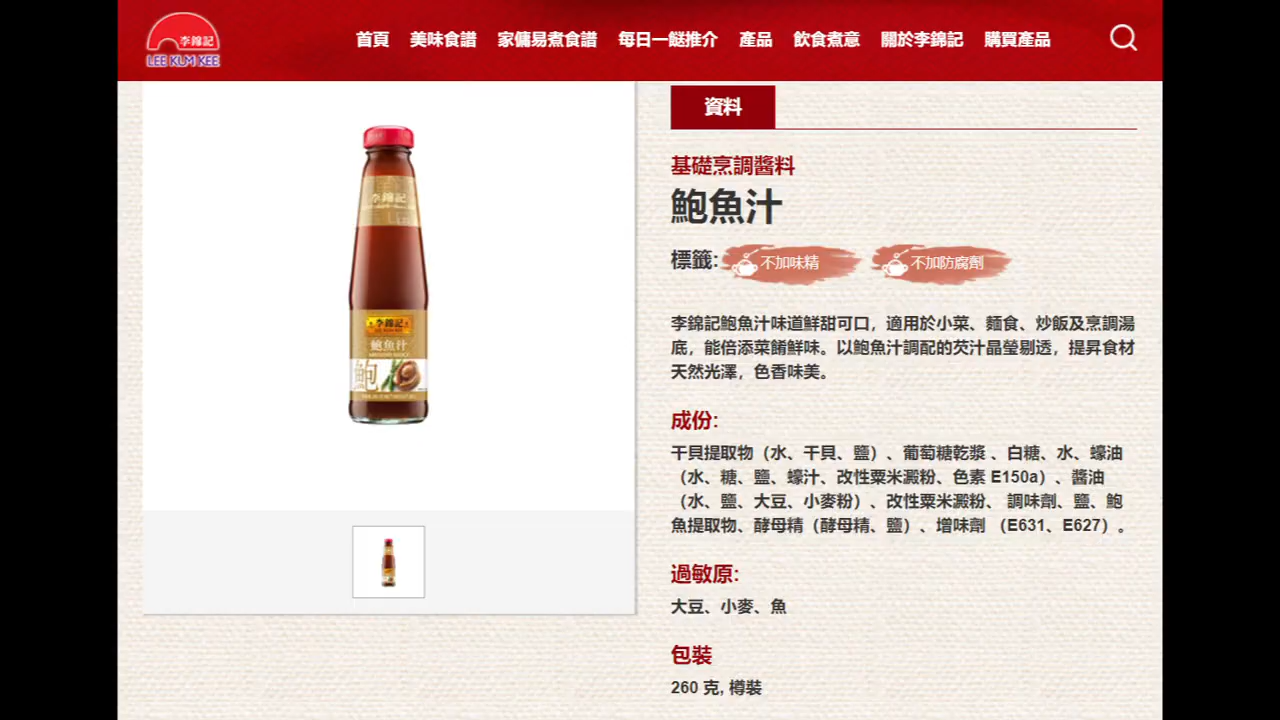 李錦記
LEE KUM KEE
首頁 美味食譜 家傭易煮食譜 每日一餸推介 產品 飲食煮意 關於李錦記 購買產品
資料
基礎烹調醬料
鮑魚汁
標籤: 不加味精 不加防腐劑
李錦記鮑魚汁味道鮮甜可口，適用於小菜、麵食、炒飯及烹調湯
底，能倍添菜餚鮮味。以鮑魚汁調配的芡汁晶瑩剔透，提昇食材
天然光澤，色香味美。
成份:
干貝提取物（水、干貝、鹽）、葡萄糖乾漿 、白糖、水、蠔油
（水、糖、鹽、蠔汁、改性粟米澱粉、色素 E150a）、醬油
（水、鹽、大豆、小麥粉）、改性粟米澱粉、 調味劑、鹽、鮑
魚提取物、酵母精（酵母精、鹽）、增味劑 （E631、E627）。
過敏原:
大豆、小麥、魚
包裝
260 克, 樽裝
李錦記
李錦記
鮑魚汁
鮑